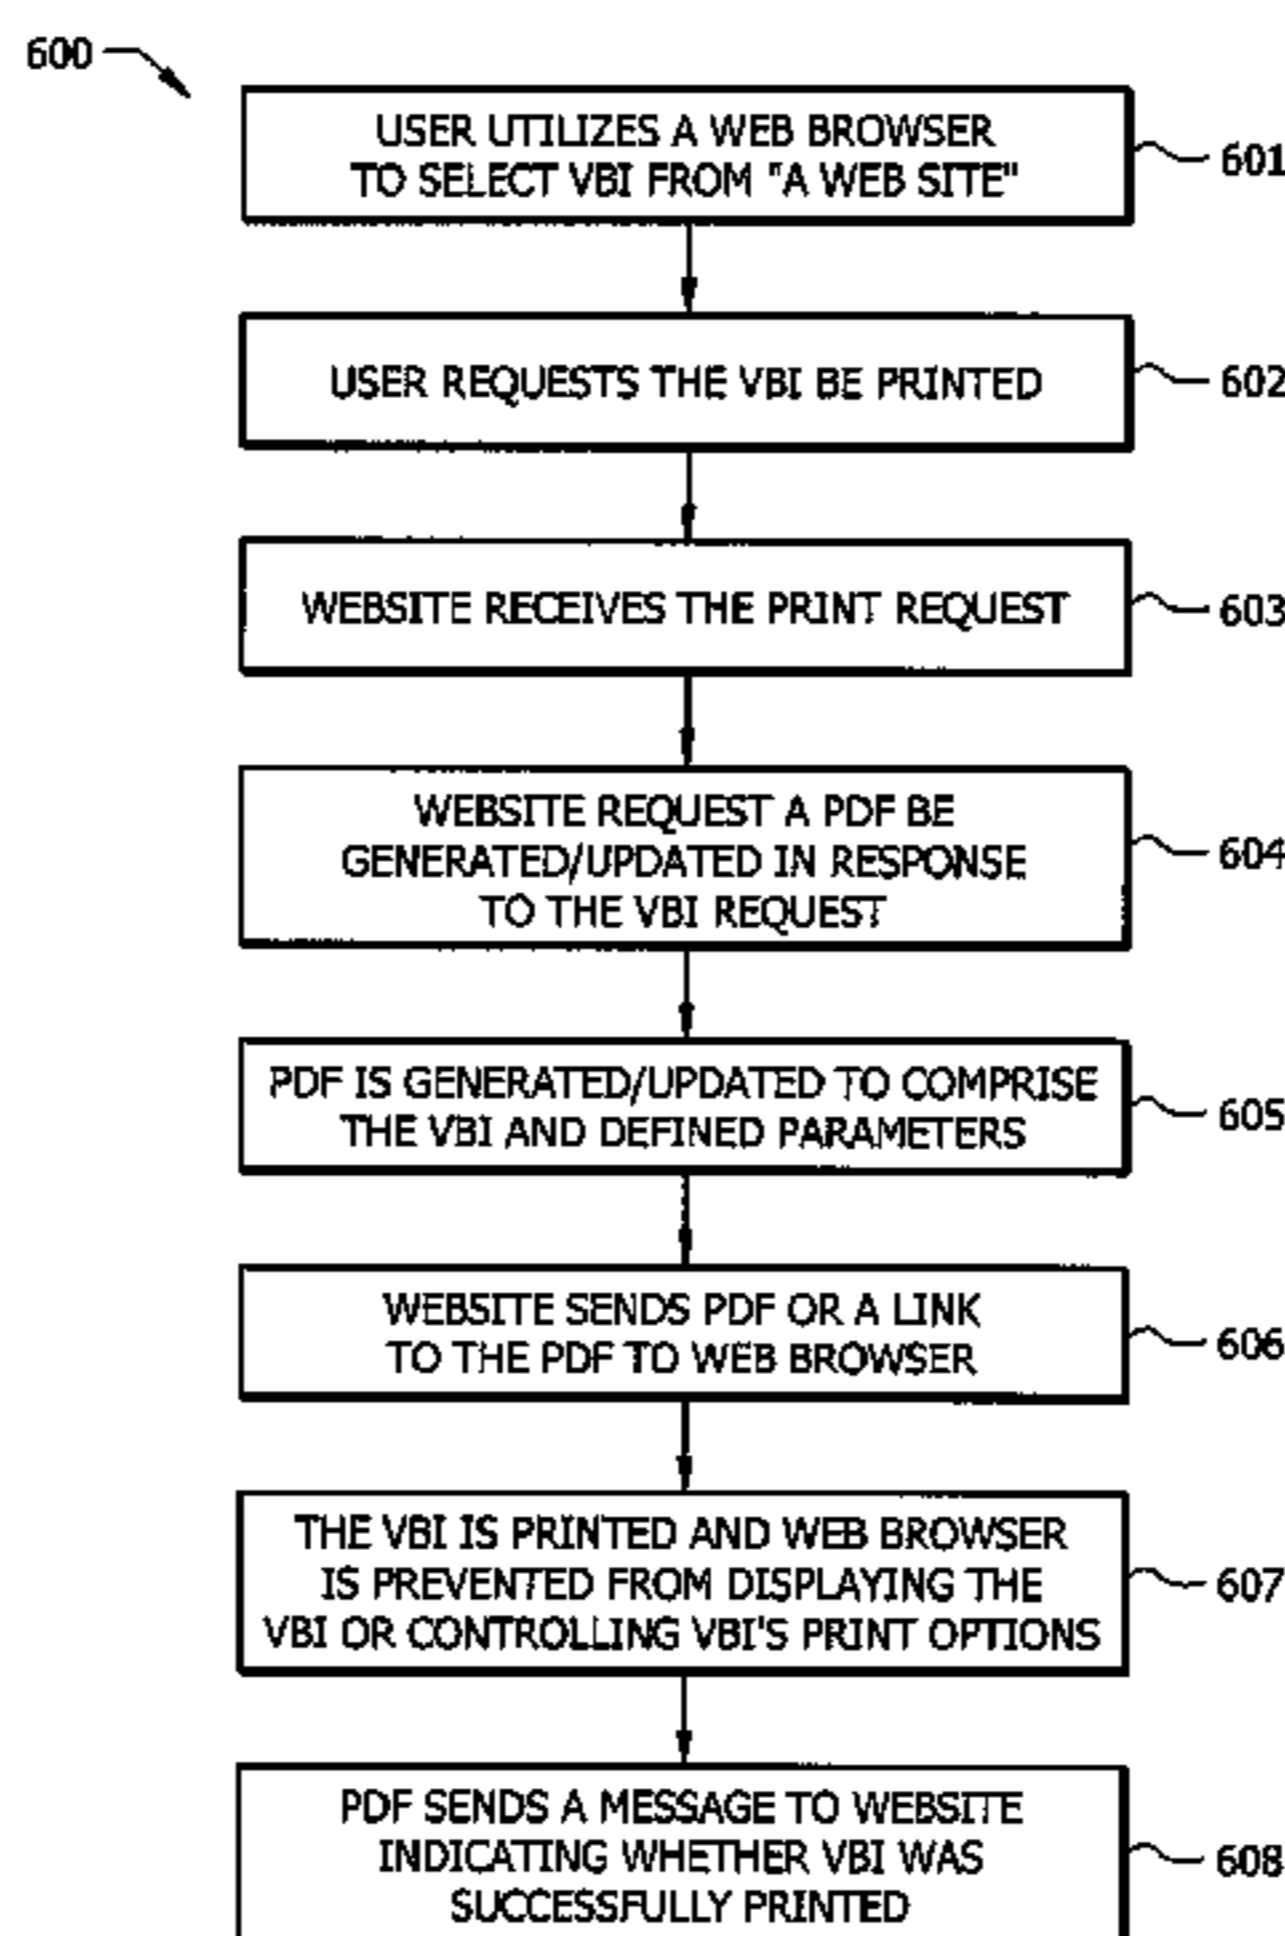 600
USER UTILIZES A WEB BROWSER
TO SELECT VBI FROM "A WEB SITE"
601
USER REQUESTS THE VBI BE PRINTED
602
WEBSITE RECEIVES THE PRINT REQUEST
603
WEBSITE REQUEST A PDF BE
GENERATED/UPDATED IN RESPONSE
TO THE VBI REQUEST
604
PDF IS GENERATED/UPDATED TO COMPRISE
THE VBI AND DEFINED PARAMETERS
605
WEBSITE SENDS PDF OR A LINK
TO THE PDF TO WEB BROWSER
606
THE VBI IS PRINTED AND WEB BROWSER
IS PREVENTED FROM DISPLAYING THE
VBI OR CONTROLLING VBI'S PRINT OPTIONS
607
PDF SENDS A MESSAGE TO WEBSITE
INDICATING WHETHER VBI WAS
SUCCESSFULLY PRINTED
608